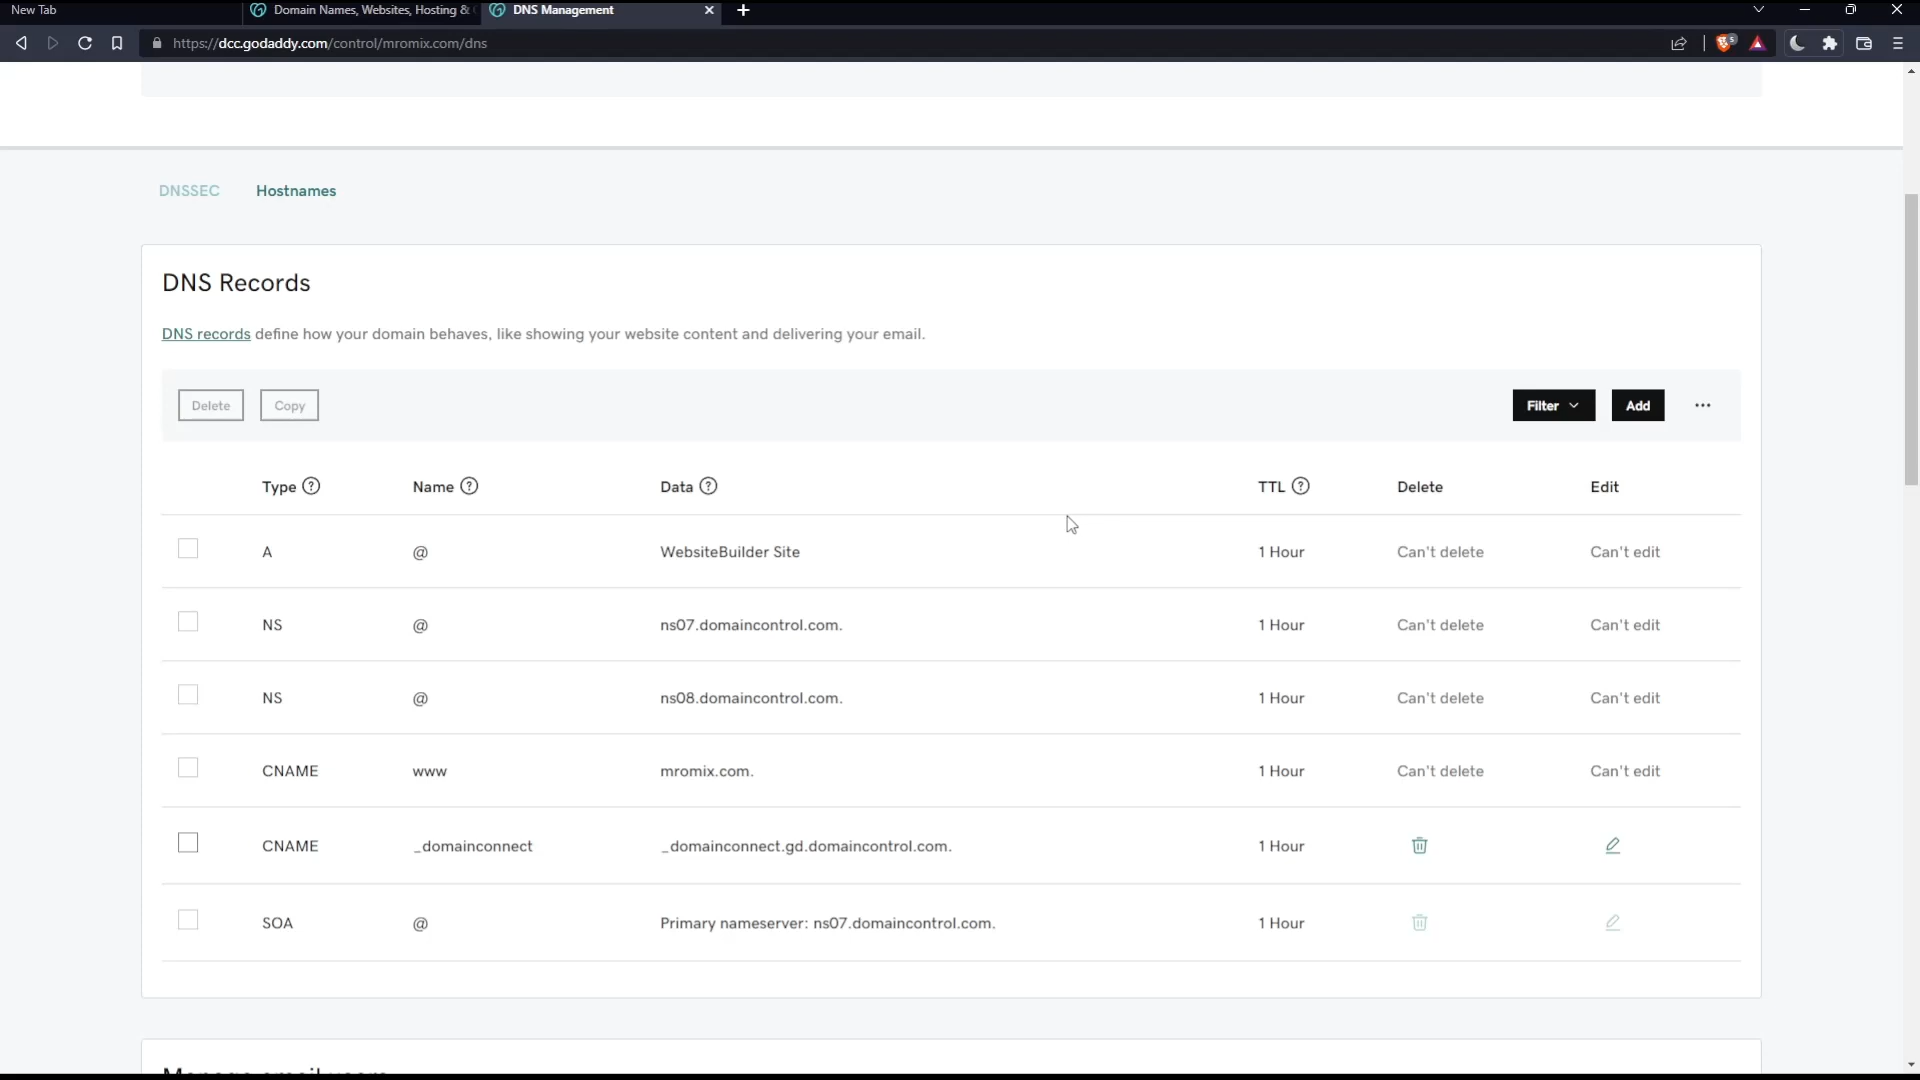 New Tab
Domain Names, Websites, Hosting &
DNS Management
https://dcc.godaddy.com/control/mromix.com/dns
5
DNSSEC Hostnames
DNS Records
DNS records define how your domain behaves, like showing your website content and delivering your email.
Delete Copy Filter Add ...
Type ? Name ? Data ? TTL ? Delete Edit
A @ WebsiteBuilder Site 1 Hour Can't delete Can't edit
NS @ ns07.domaincontrol.com. 1 Hour Can't delete Can't edit
NS @ ns08.domaincontrol.com. 1 Hour Can't delete Can't edit
CNAME www mromix.com. 1 Hour Can't delete Can't edit
CNAME _domainconnect _domainconnect.gd.domaincontrol.com. 1 Hour
SOA @ Primary nameserver: ns07.domaincontrol.com. 1 Hour
Manage email users